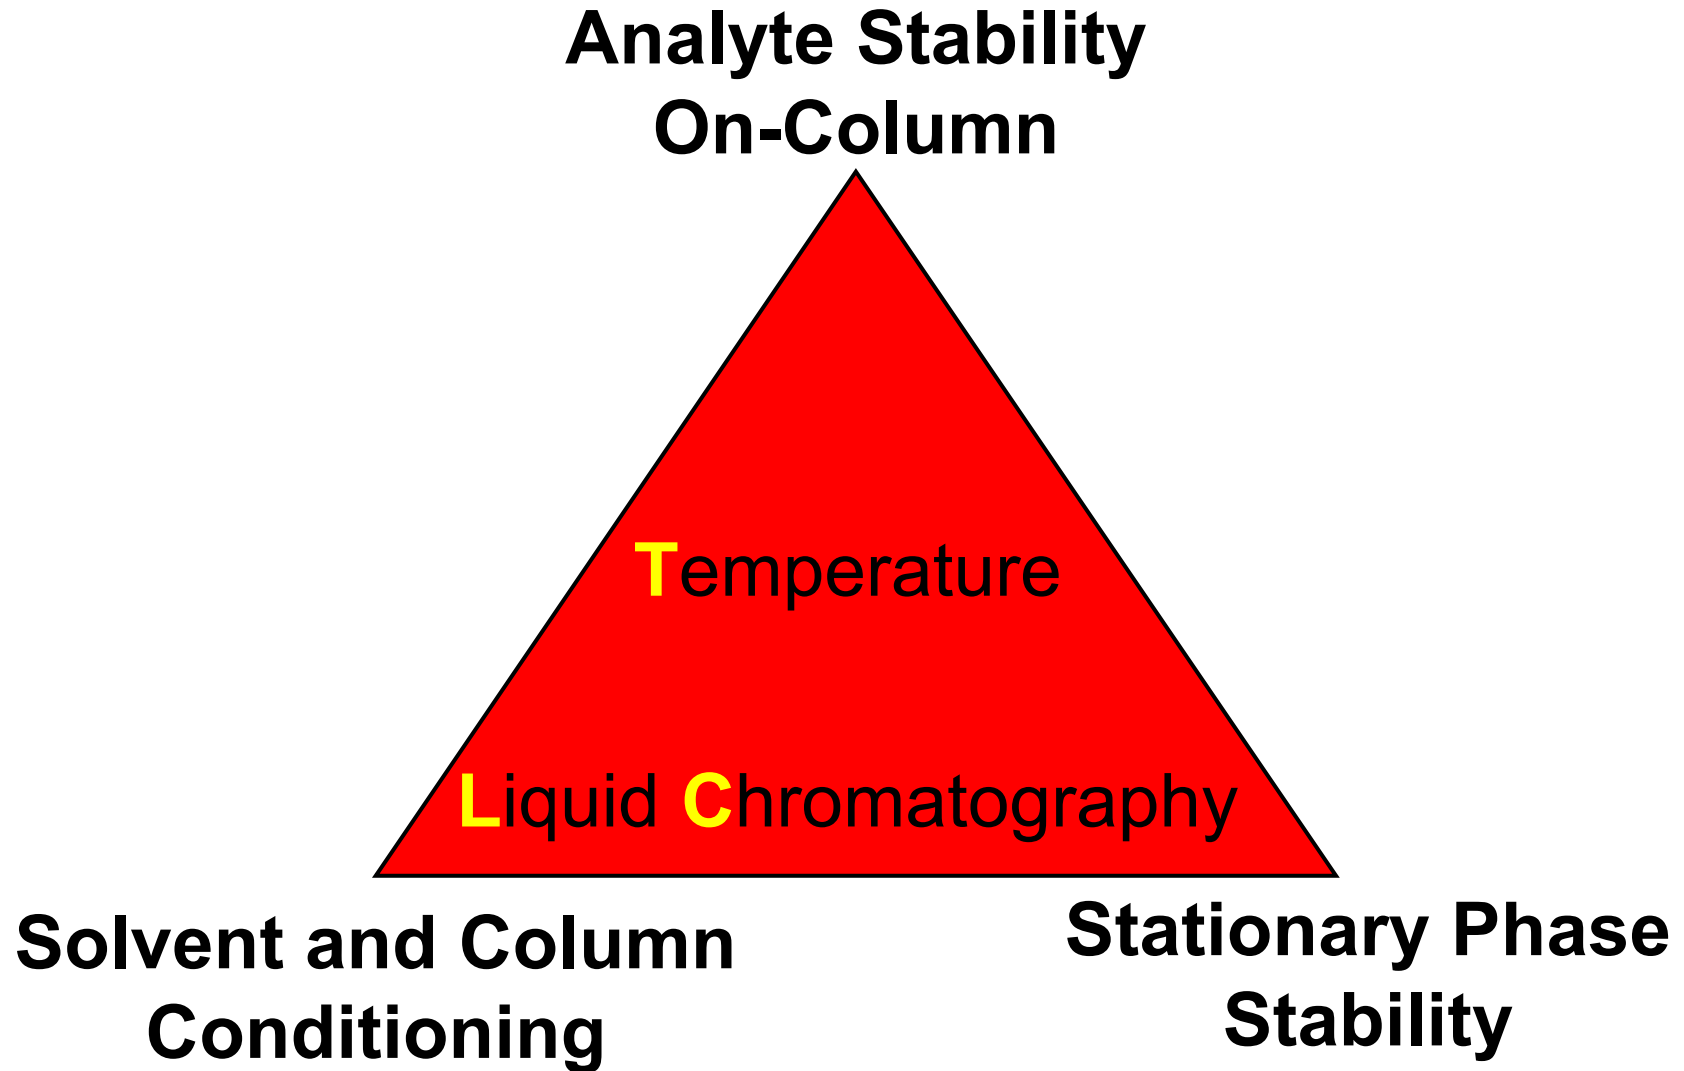 Analyte Stability
On-Column
Temperature
Liquid Chromatography
Solvent and Column
Conditioning
Stationary Phase
Stability